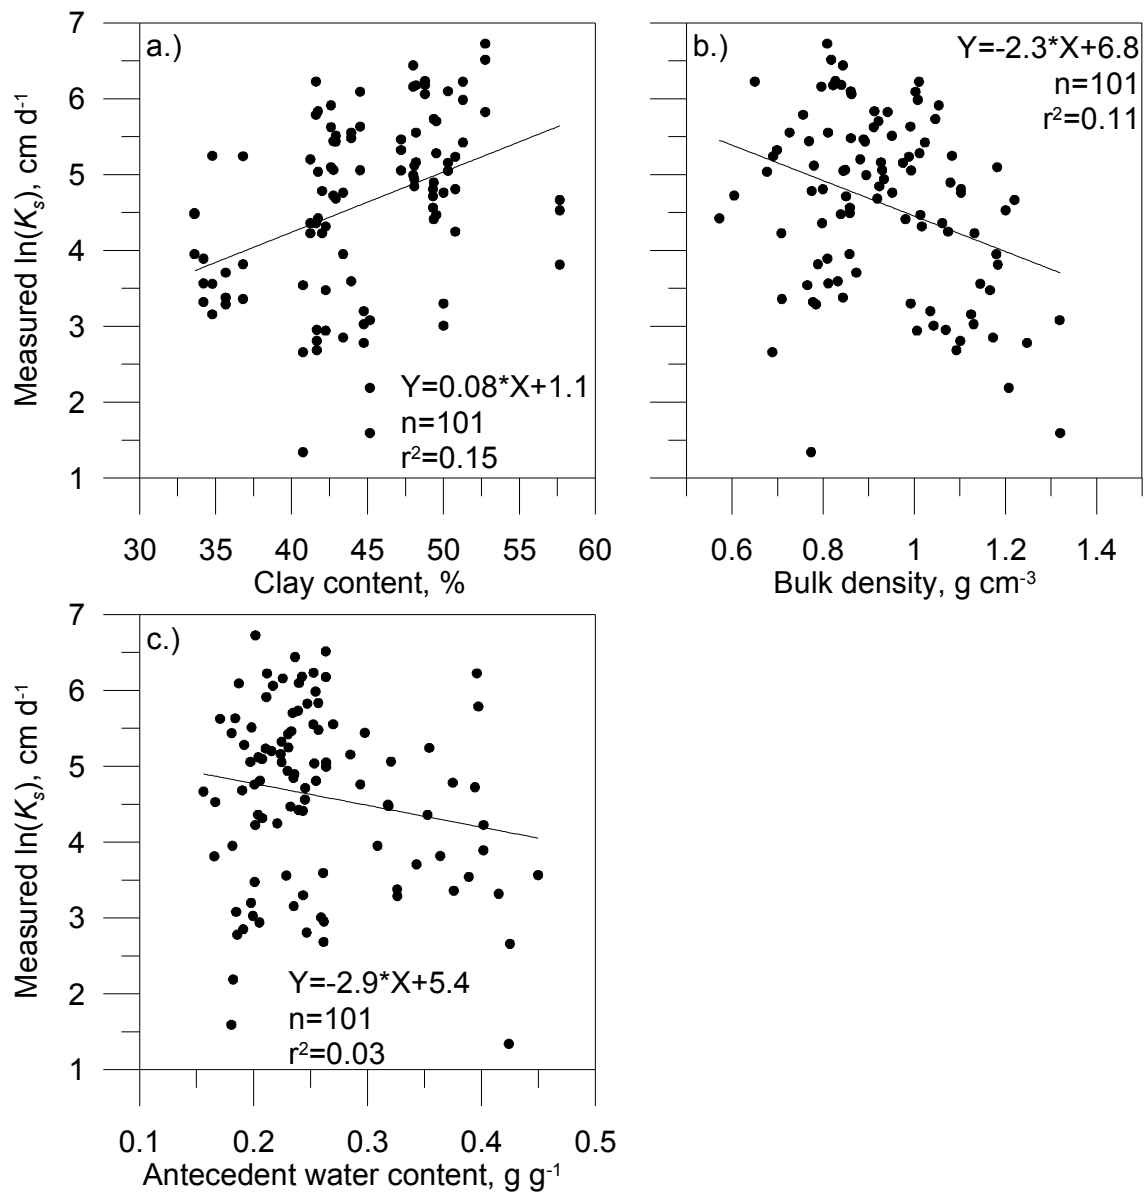 a.)
7
6
5
4
3
2
1
Measured ln(Ks), cm d-1
Y=0.08*X+1.1
n=101
r2=0.15
30 35 40 45 50 55 60
Clay content, %
b.)
Y=-2.3*X+6.8
n=101
r2=0.11
0.6 0.8 1 1.2 1.4
Bulk density, g cm-3
c.)
7
6
5
4
3
2
1
Measured ln(Ks), cm d-1
Y=-2.9*X+5.4
n=101
r2=0.03
0.1 0.2 0.3 0.4 0.5
Antecedent water content, g g-1